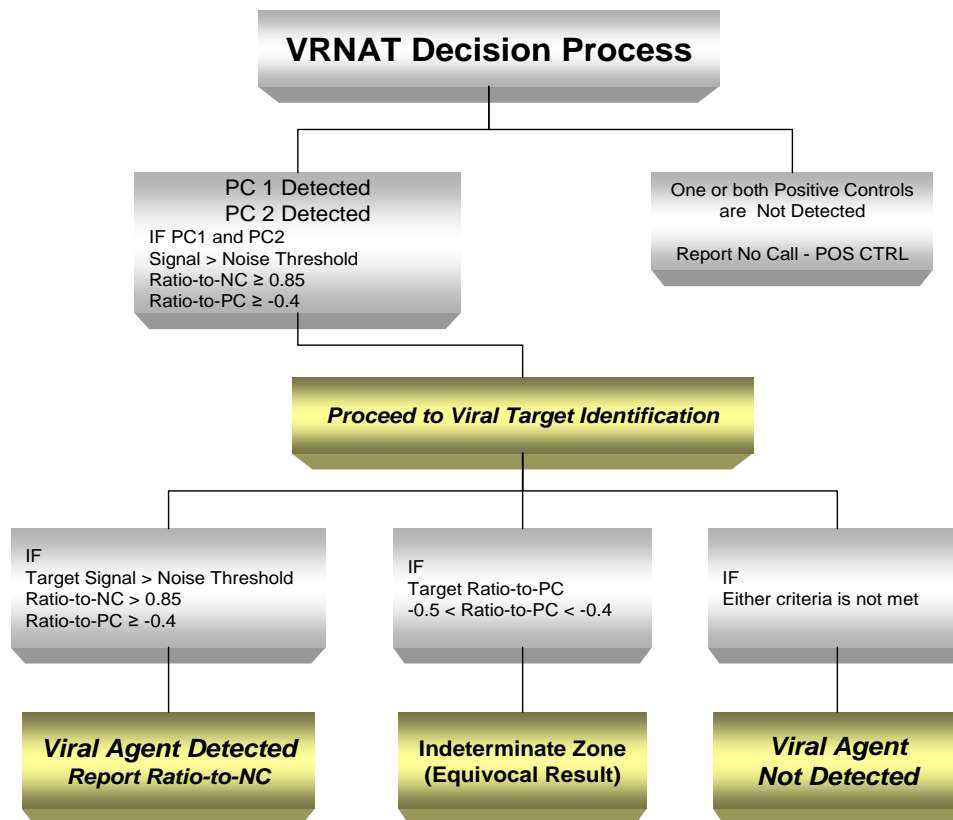 VRNAT Decision Process
PC 1 Detected
PC 2 Detected
IF PC1 and PC2
Signal > Noise Threshold
Ratio-to-NC ≥ 0.85
Ratio-to-PC ≥ -0.4
One or both Positive Controls
are Not Detected
Report No Call - POS CTRL
Proceed to Viral Target Identification
IF
Target Signal > Noise Threshold
Ratio-to-NC > 0.85
Ratio-to-PC ≥ -0.4
IF
Target Ratio-to-PC
-0.5 < Ratio-to-PC < -0.4
IF
Either criteria is not met
Viral Agent Detected
Report Ratio-to-NC
Indeterminate Zone
(Equivocal Result)
Viral Agent
Not Detected